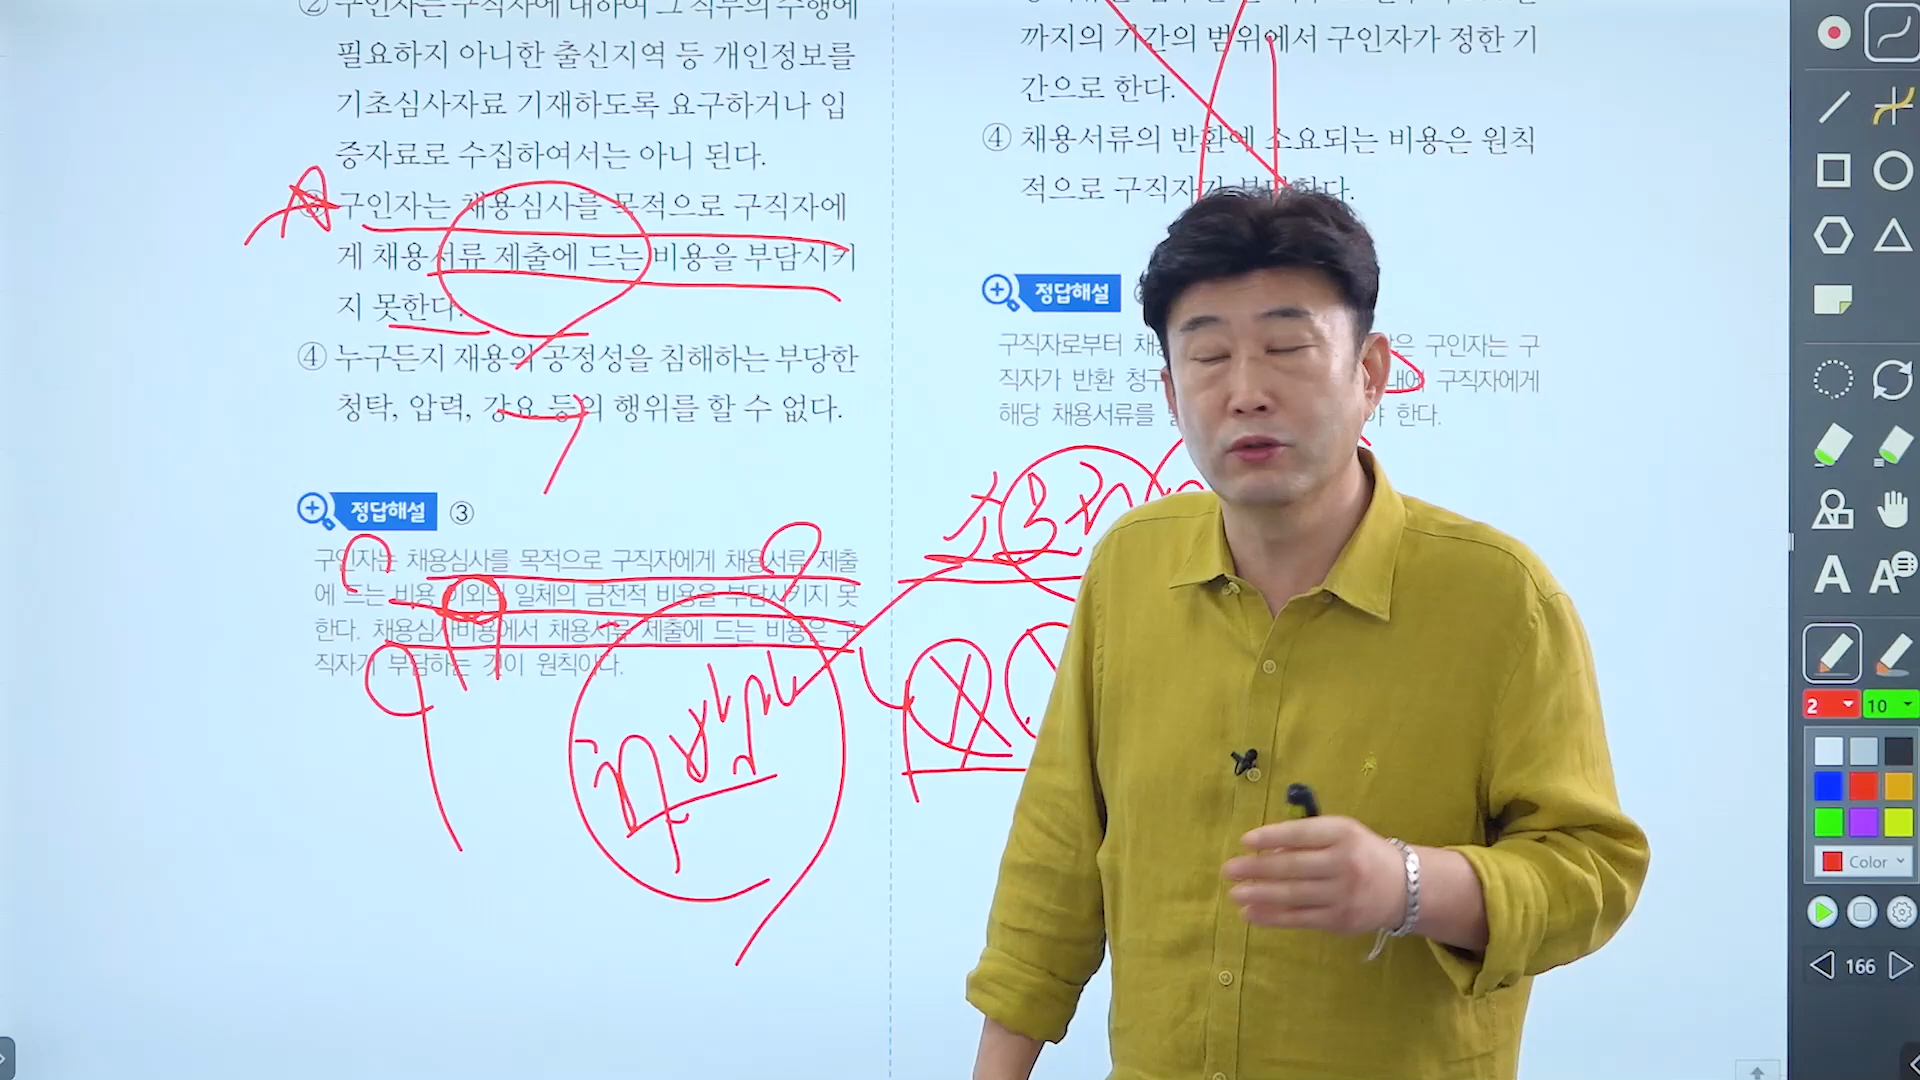 ② 구인자는 구직자에 대하여 그 직무의 수행에
필요하지 아니한 출신지역 등 개인정보를
기초심사자료 기재하도록 요구하거나 입
증자료로 수집하여서는 아니 된다.
③ 구인자는 채용심사를 목적으로 구직자에
게 채용서류 제출에 드는 비용을 부담시키
지 못한다.
④ 누구든지 채용의 공정성을 침해하는 부당한
청탁, 압력, 강요 등의 행위를 할 수 없다.
정답해설 ③
구인자는 채용심사를 목적으로 구직자에게 채용서류 제출
에 드는 비용 이외의 일체의 금전적 비용을 부담시키지 못
한다. 채용심사비용에서 채용서류 제출에 드는 비용은 구
직자가 부담하는 것이 원칙이다.
까지의 기간의 범위에서 구인자가 정한 기
간으로 한다.
④ 채용서류의 반환에 소요되는 비용은 원칙
적으로 구직자가 부담한다.
정답해설
구직자로부터 구인자는 구
직자가 반환 구직자에게
해당 채용서류를 한다.
A A
2 10
Color
166